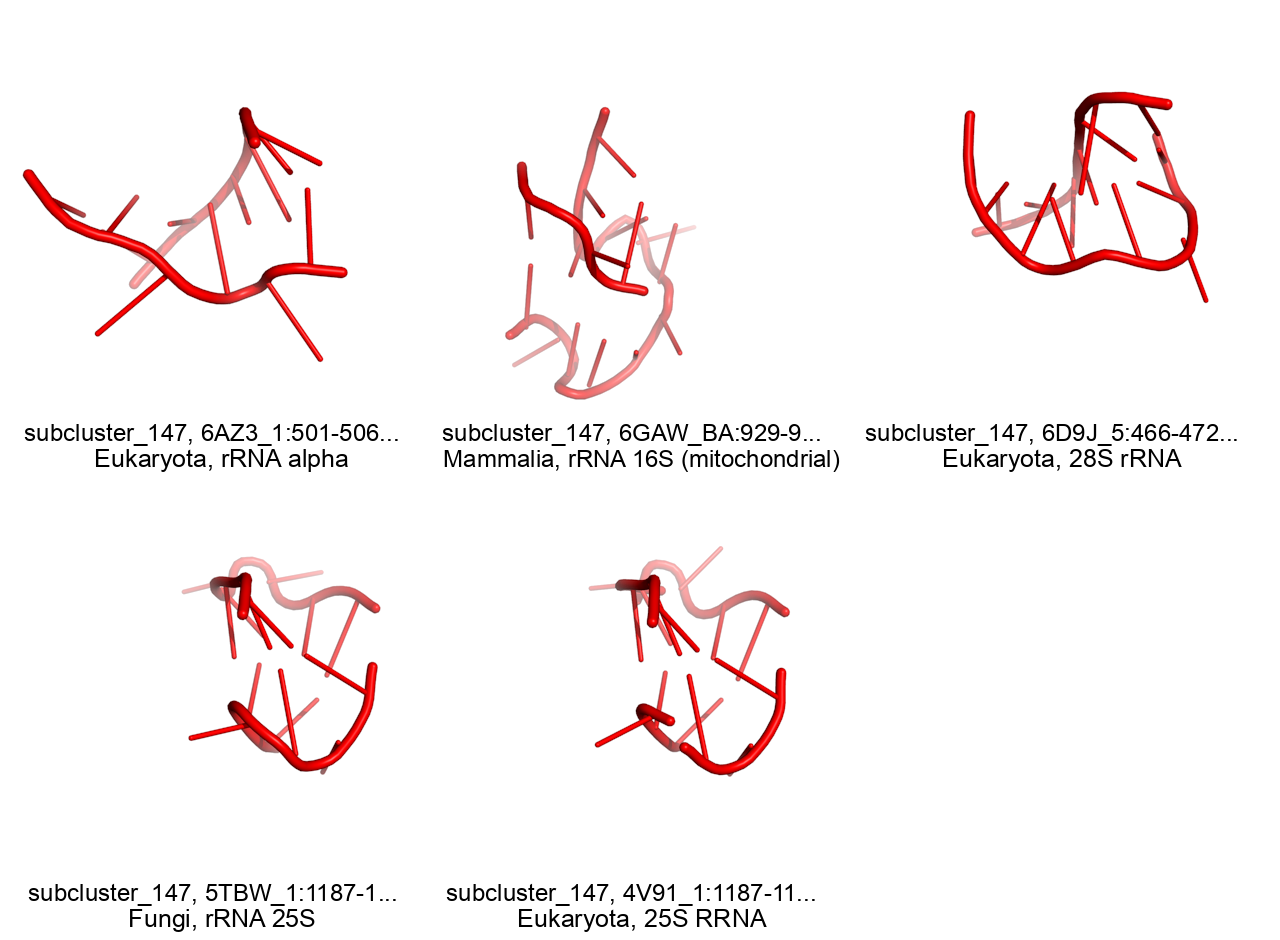 subcluster_147, 6AZ3_1:501-506...
Eukaryota, rRNA alpha
subcluster_147, 6GAW_BA:929-9...
Mammalia, rRNA 16S (mitochondrial)
subcluster_147, 6D9J_5:466-472...
Eukaryota, 28S rRNA
subcluster_147, 5TBW_1:1187-1...
Fungi, rRNA 25S
subcluster_147, 4V91_1:1187-11...
Eukaryota, 25S RRNA